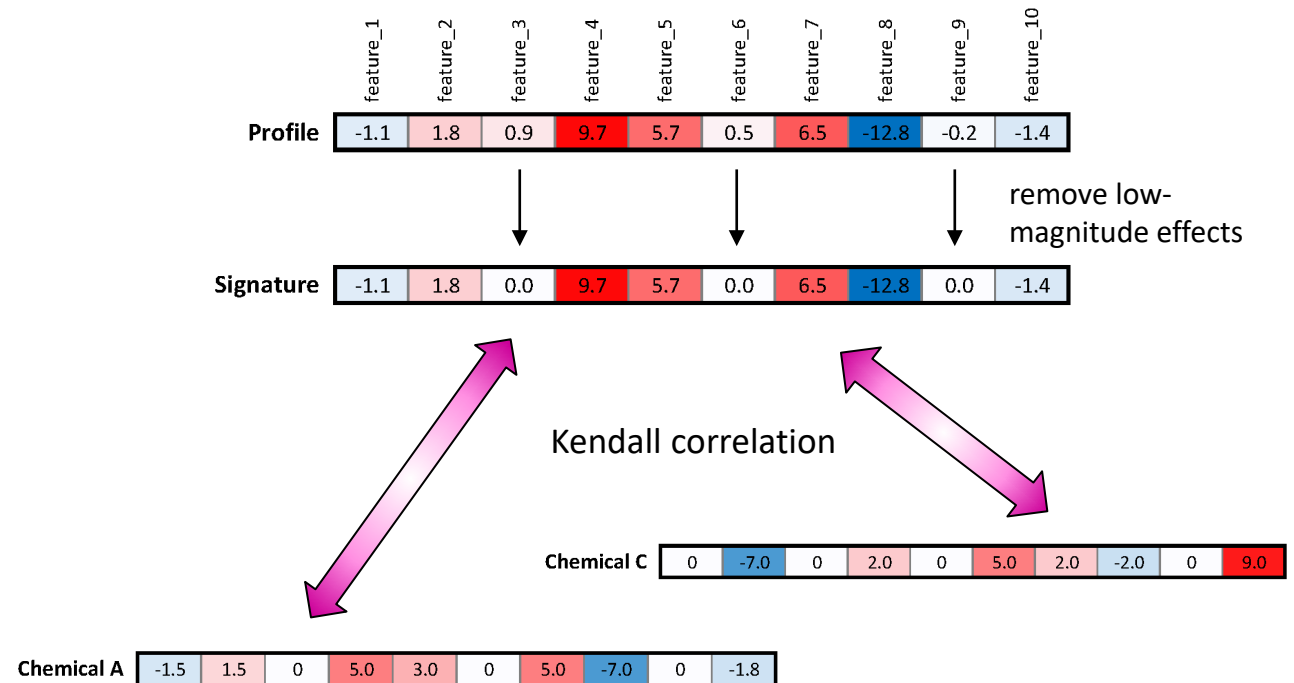 feature_1 feature_2 feature_3 feature_4 feature_5 feature_6 feature_7 feature_8 feature_9 feature_10
Profile -1.1 1.8 0.9 9.7 5.7 0.5 6.5 -12.8 -0.2 -1.4
remove low-
magnitude effects
Signature -1.1 1.8 0.0 9.7 5.7 0.0 6.5 -12.8 0.0 -1.4
Kendall correlation
Chemical C 0 -7.0 0 2.0 0 5.0 2.0 -2.0 0 9.0
Chemical A -1.5 1.5 0 5.0 3.0 0 5.0 -7.0 0 -1.8